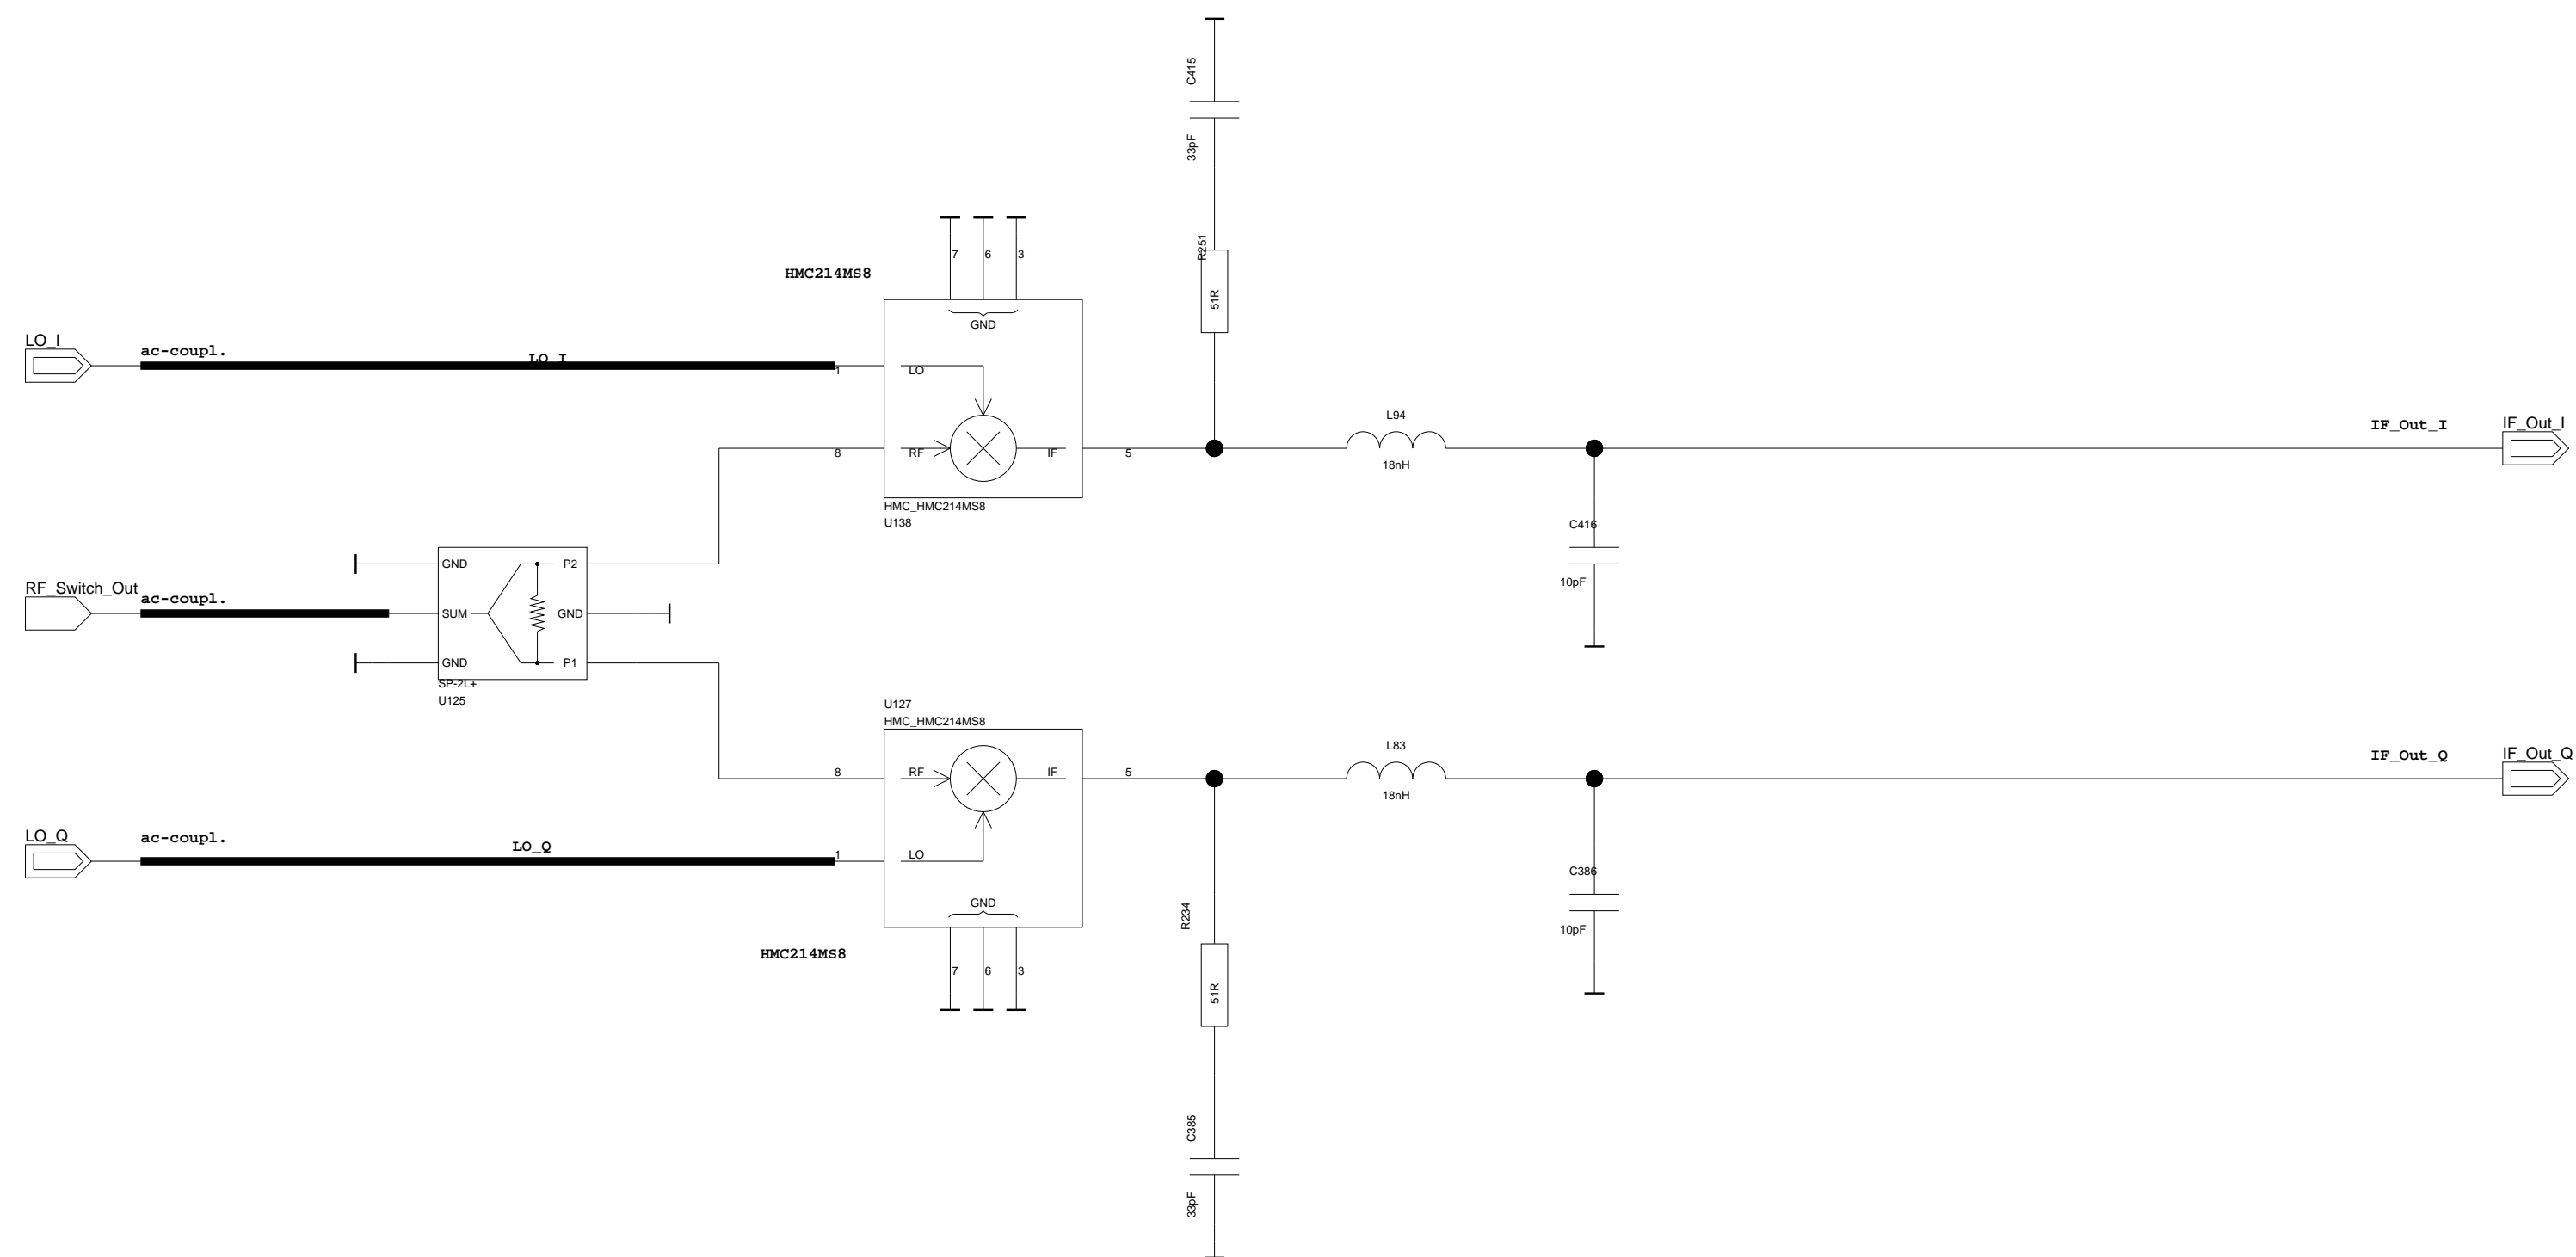 C415
33pF
R251
51R
7
6
3
HMC214MS8
GND
LO_I
ac-coupl.
LO_I
1
LO
8
RF
IF
5
L94
18nH
IF_Out_I
IF_Out_I
HMC_HMC214MS8
U138
C416
10pF
GND
P2
RF_Switch_Out
ac-coupl.
SUM
GND
GND
P1
SP-2L+
U125
U127
HMC_HMC214MS8
8
RF
IF
5
L83
18nH
IF_Out_Q
IF_Out_Q
LO_Q
ac-coupl.
LO_Q
1
LO
C386
10pF
GND
R234
51R
HMC214MS8
7
6
3
C385
33pF